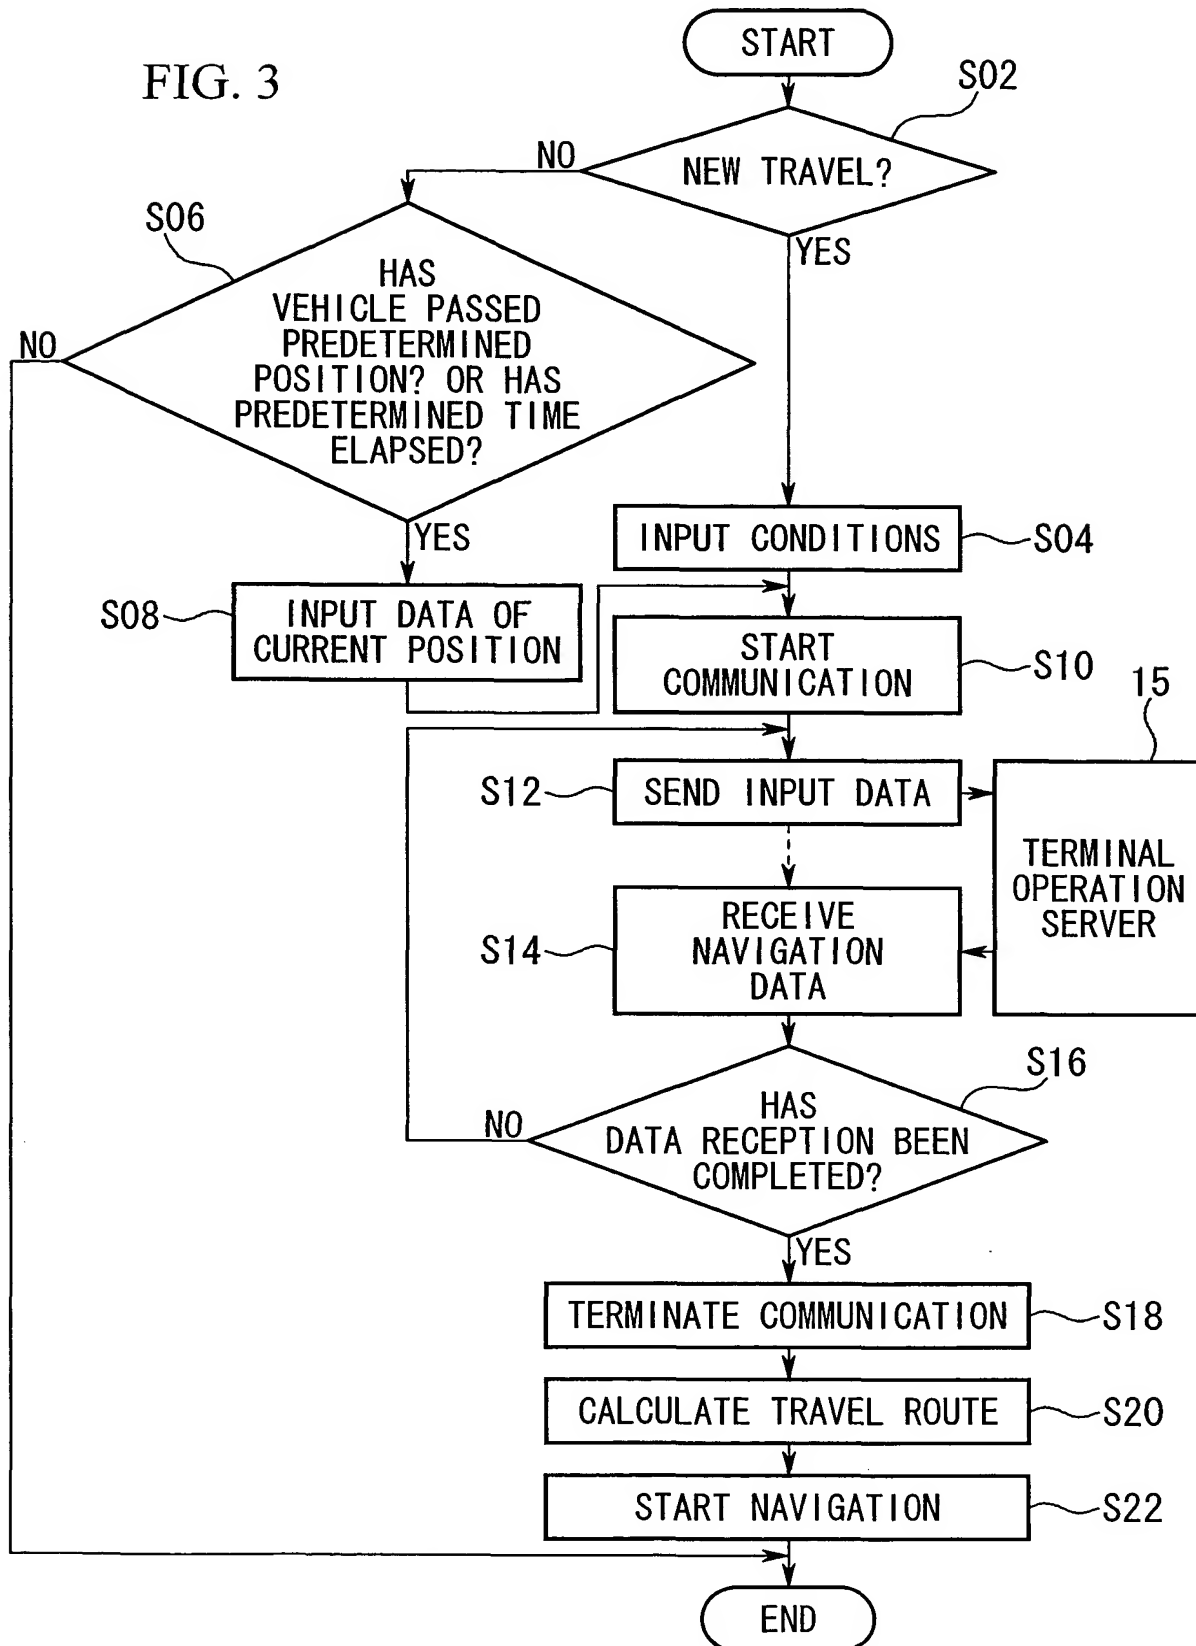 FIG. 3
START
S02
NEW TRAVEL?
NO
YES
S06
HAS
VEHICLE PASSED
PREDETERMINED
POSITION? OR HAS
PREDETERMINED TIME
ELAPSED?
NO
YES
INPUT CONDITIONS
S04
S08
INPUT DATA OF
CURRENT POSITION
START
COMMUNICATION
S10
15
S12
SEND INPUT DATA
TERMINAL
OPERATION
SERVER
S14
RECEIVE
NAVIGATION
DATA
S16
HAS
DATA RECEPTION BEEN
COMPLETED?
NO
YES
TERMINATE COMMUNICATION
S18
CALCULATE TRAVEL ROUTE
S20
START NAVIGATION
S22
END